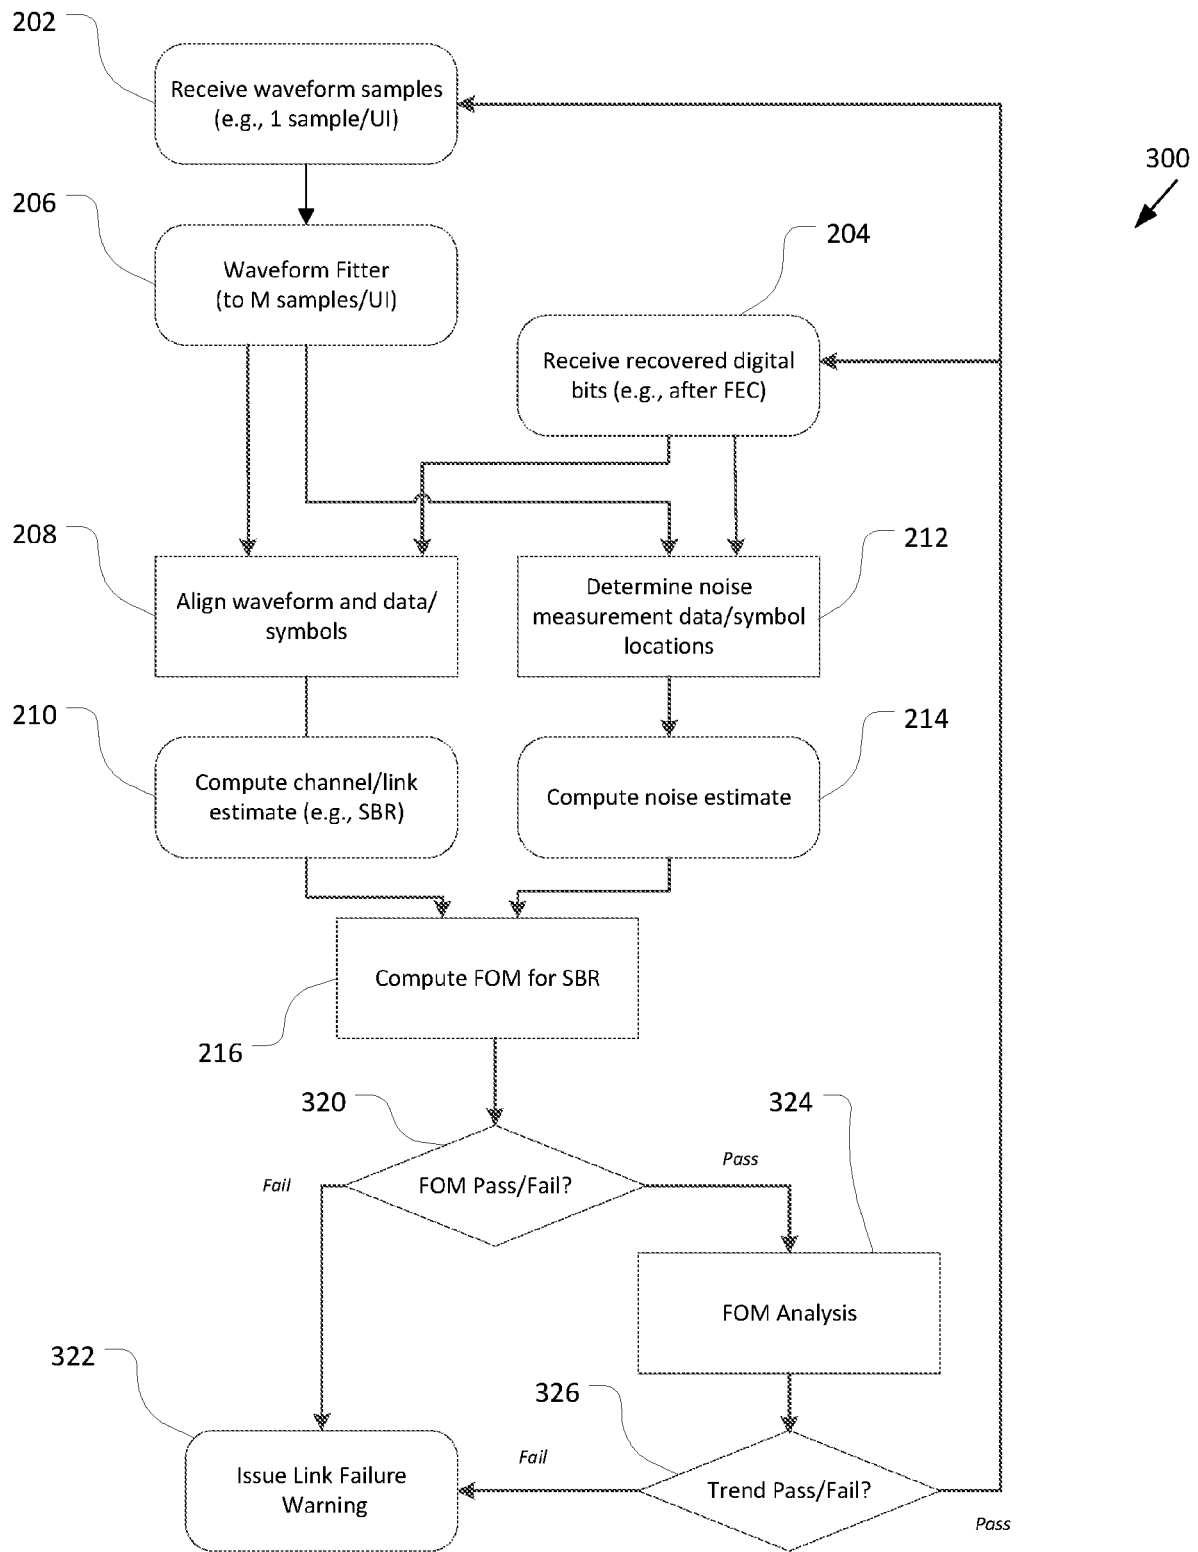 202
Receive waveform samples
(e.g., 1 sample/UI)
300
206
Waveform Fitter
(to M samples/UI)
204
Receive recovered digital
bits (e.g., after FEC)
208
Align waveform and data/
symbols
212
Determine noise
measurement data/symbol
locations
210
Compute channel/link
estimate (e.g., SBR)
214
Compute noise estimate
Compute FOM for SBR
216
320
FOM Pass/Fail?
Fail
Pass
324
FOM Analysis
322
Issue Link Failure
Warning
326
Trend Pass/Fail?
Fail
Pass